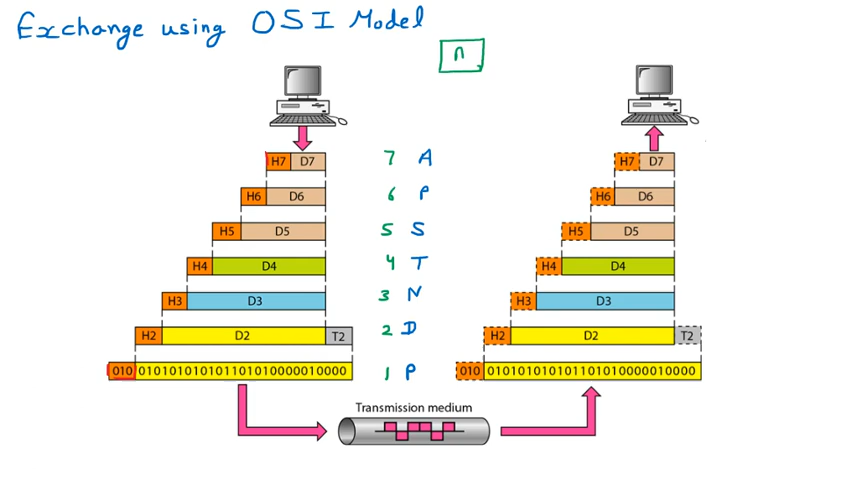 Exchange using OSI Model
n
H7 D7 7 A H7 D7
H6 D6 6 P H6 D6
H5 D5 5 S H5 D5
H4 D4 4 T H4 D4
H3 D3 3 N H3 D3
H2 D2 T2 2 D H2 D2 T2
010 010101010101101010000010000 1 P 010 010101010101101010000010000
Transmission medium